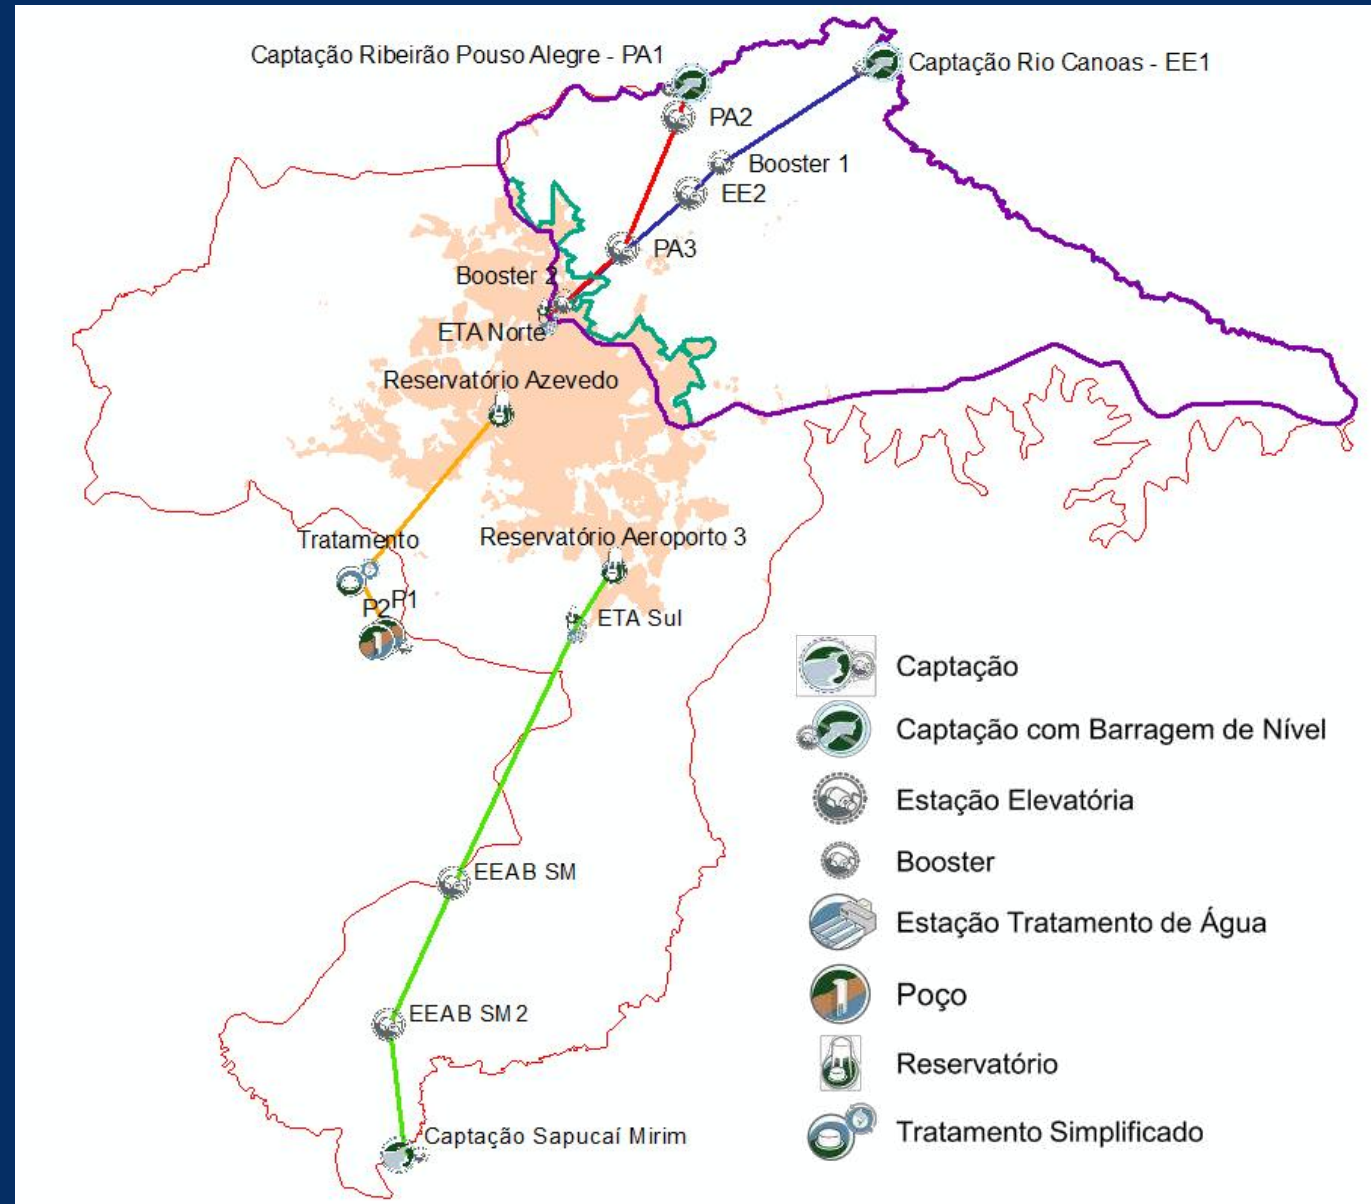 Captação Ribeirão Pouso Alegre - PA1
Captação Rio Canoas - EE1
PA2
Booster 1
EE2
PA3
Booster 2
ETA Norte
Reservatório Azevedo
Tratamento
Reservatório Aeroporto 3
P2
P1
ETA Sul
EEAB SM
EEAB SM2
Captação Sapucaí Mirim
Captação
Captação com Barragem de Nível
Estação Elevatória
Booster
Estação Tratamento de Água
Poço
Reservatório
Tratamento Simplificado